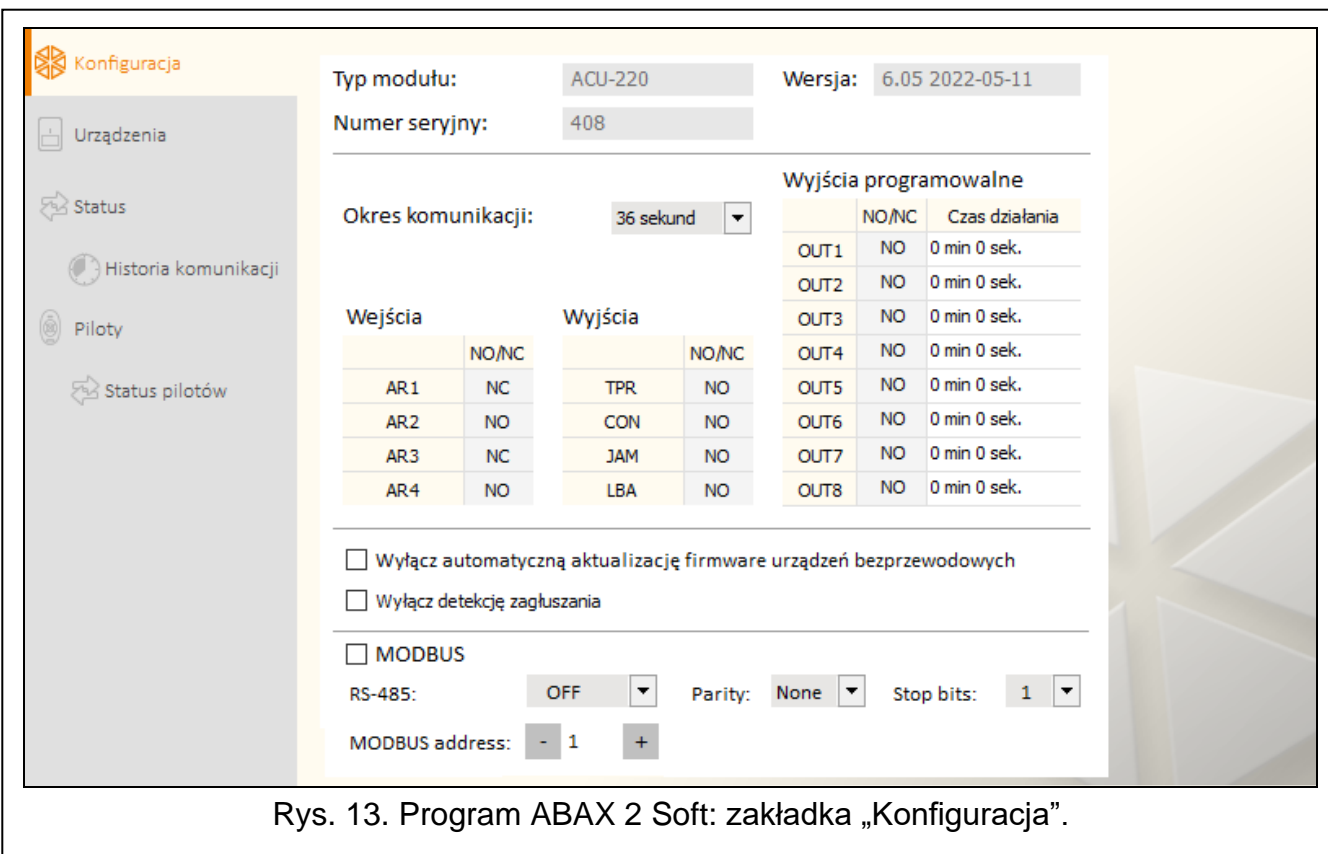 Konfiguracja
Urządzenia
Status
Historia komunikacji
Piloty
Status pilotów
Typ modułu: ACU-220 Wersja: 6.05 2022-05-11
Numer seryjny: 408
Okres komunikacji: 36 sekund
Wejścia
NO/NC
AR1 NC
AR2 NO
AR3 NC
AR4 NO
Wyjścia
NO/NC
TPR NO
CON NO
JAM NO
LBA NO
Wyjścia programowalne
NO/NC Czas działania
OUT1 NO 0 min 0 sek.
OUT2 NO 0 min 0 sek.
OUT3 NO 0 min 0 sek.
OUT4 NO 0 min 0 sek.
OUT5 NO 0 min 0 sek.
OUT6 NO 0 min 0 sek.
OUT7 NO 0 min 0 sek.
OUT8 NO 0 min 0 sek.
Wyłącz automatyczną aktualizację firmware urządzeń bezprzewodowych
Wyłącz detekcję zagłuszania
MODBUS
RS-485: OFF Parity: None Stop bits: 1
MODBUS address: - 1 +
Rys. 13. Program ABAX 2 Soft: zakładka „Konfiguracja”.